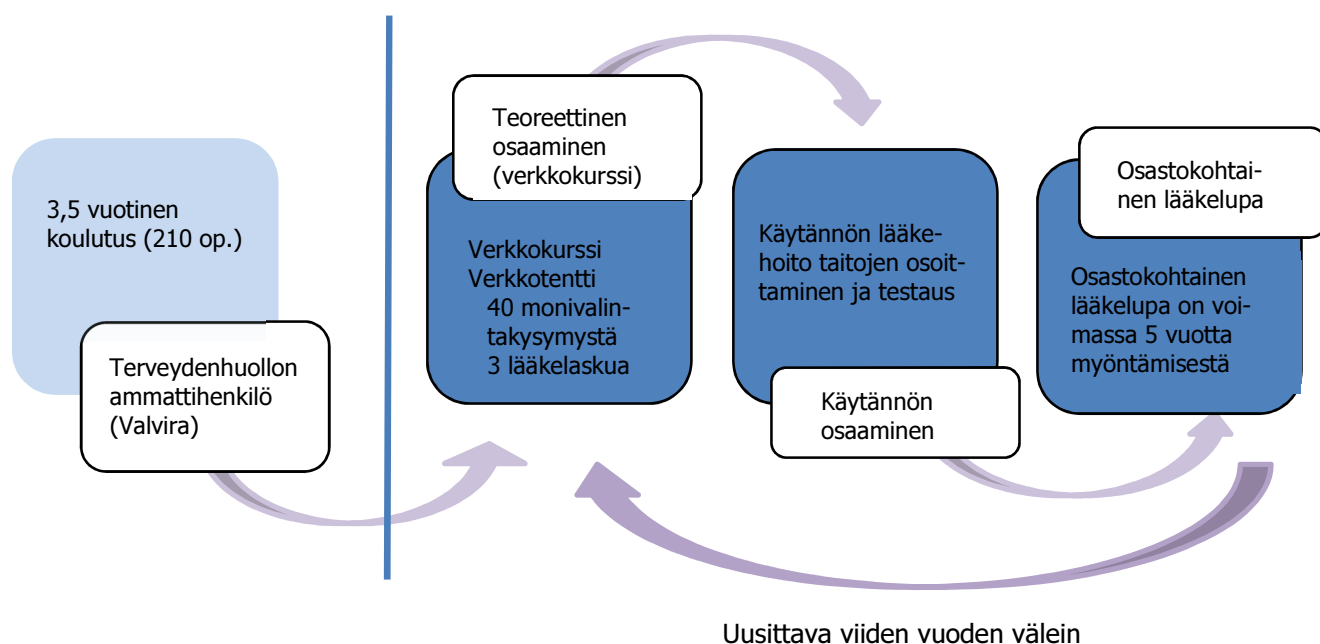 3,5 vuotinen
koulutus (210 op.)
Terveydenhuollon
ammattihenkilö
(Valvira)
Teoreettinen
osaaminen
(verkkokurssi)
Verkkokurssi
Verkkotentti
40 monivalin-
takysymystä
3 lääkelaskua
Käytännön lääke-
hoito taitojen osoit-
taminen ja testaus
Käytännön
osaaminen
Osastokohtai-
nen lääkelupa
Osastokohtainen
lääkelupa on voi-
massa 5 vuotta
myöntämisestä
Uusittava viiden vuoden välein